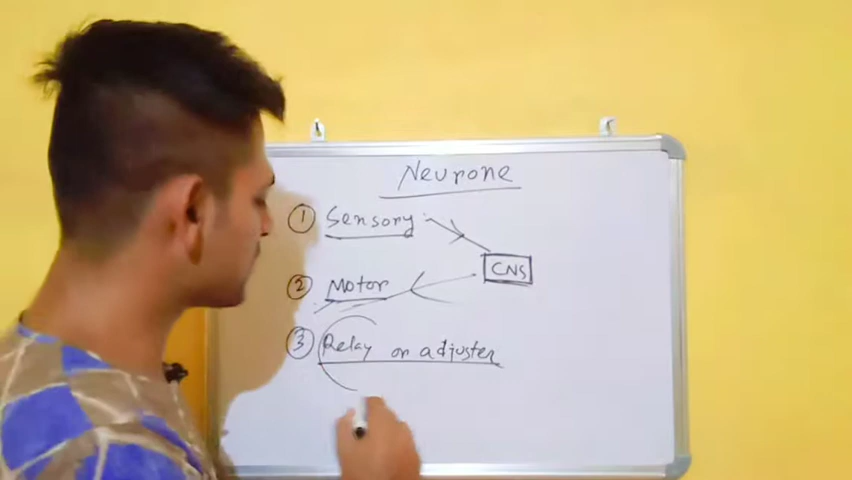 Neurone
① Sensory
CNS
② Motor
③ Relay or adjuster